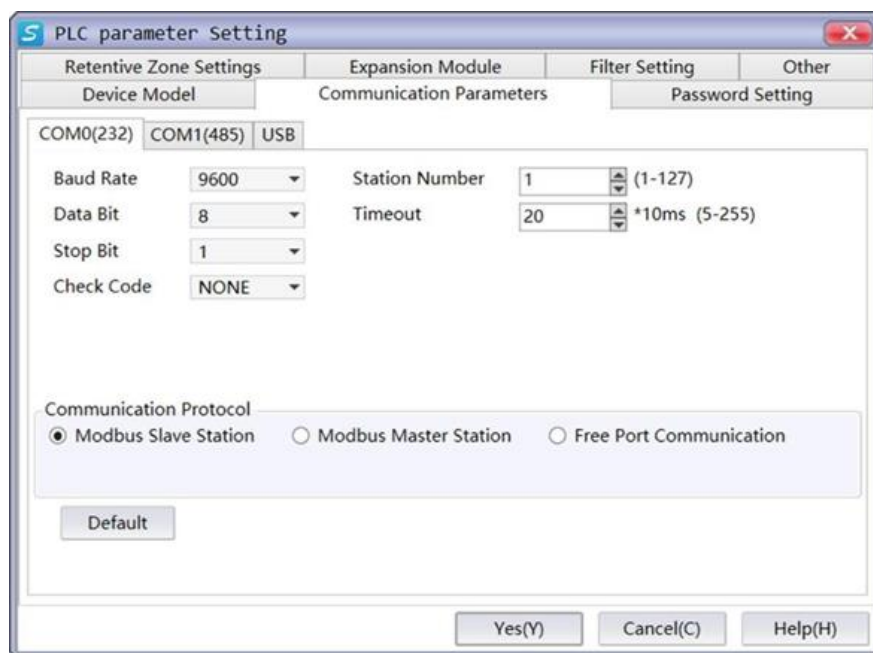 S PLC parameter Setting
Retentive Zone Settings Expansion Module Filter Setting Other
Device Model Communication Parameters Password Setting
COM0(232) COM1(485) USB
Baud Rate 9600 Station Number 1 (1-127)
Data Bit 8 Timeout 20 *10ms (5-255)
Stop Bit 1
Check Code NONE
Communication Protocol
Modbus Slave Station Modbus Master Station Free Port Communication
Default
Yes(Y) Cancel(C) Help(H)